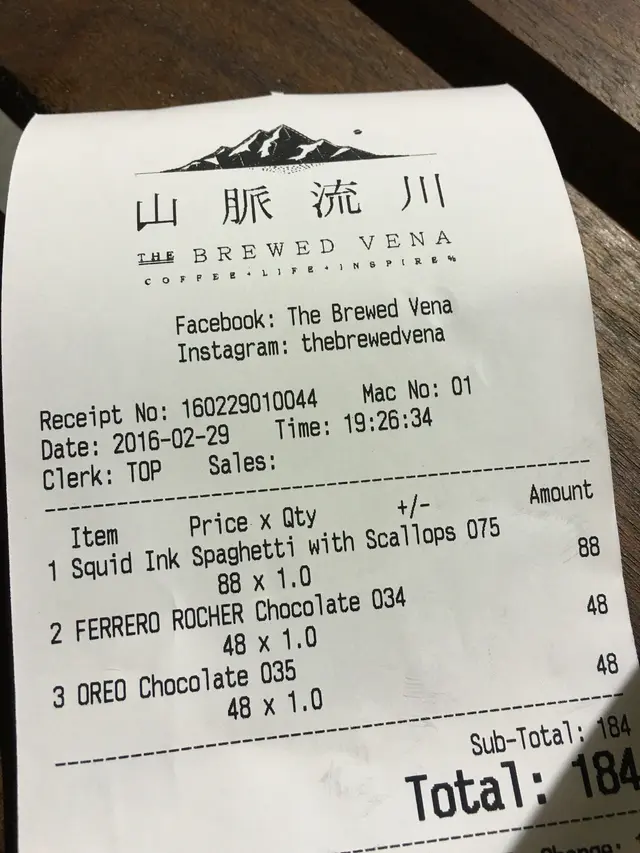 山脈流川
THE BREWED VENA
COFFEE·LIFE·INSPIRE
Facebook: The Brewed Vena
Instagram: thebrewedvena
Receipt No: 160229010044 Mac No: 01
Date: 2016-02-29 Time: 19:26:34
Clerk: TOP Sales:
Item Price x Qty +/- Amount
1 Squid Ink Spaghetti with Scallops 075
88 x 1.0 88
2 FERRERO ROCHER Chocolate 034
48 x 1.0 48
3 OREO Chocolate 035
48 x 1.0 48
Sub-Total: 184
Total: 184
Change: